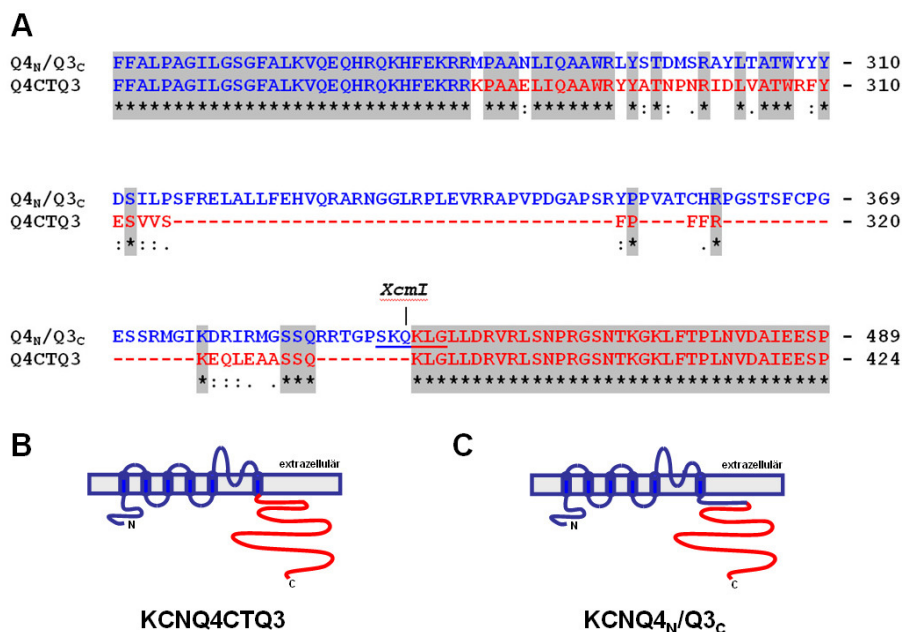 A
Q4N/Q3C FFALPAGILGSGFALKVQEQHRQKHFEKRRMPAANLIQAAWRLYSTDMSRAYLTATWYYY - 310
Q4CTQ3 FFALPAGILGSGFALKVQEQHRQKHFEKRRKPAAELIQAAWRYYATNPNRIDLVATWRFY - 310
****************************** ***:******* *:*: .*  *.*** :*
Q4N/Q3C DSILPSFRELALLFEHVQRARNGGLRPLEVRRAPVPDGAPSRYPPVATCHRPGSTSFCPG - 369
Q4CTQ3 ESVVS-------------------------------------FP----FFR--------- - 320
:*::. :* .*
XcmI
Q4N/Q3C ESSRMGIKDRIRMGSSQRRTGPSKQKLGLLDRVRLSNPRGSNTKGKLFTPLNVDAIEESP - 489
Q4CTQ3 -------KEQLEAASSQ--------KLGLLDRVRLSNPRGSNTKGKLFTPLNVDAIEESP - 424
*:::. .*** ***********************************
B
C
extrazellulär
extrazellulär
N
N
C
C
KCNQ4CTQ3
KCNQ4N/Q3C